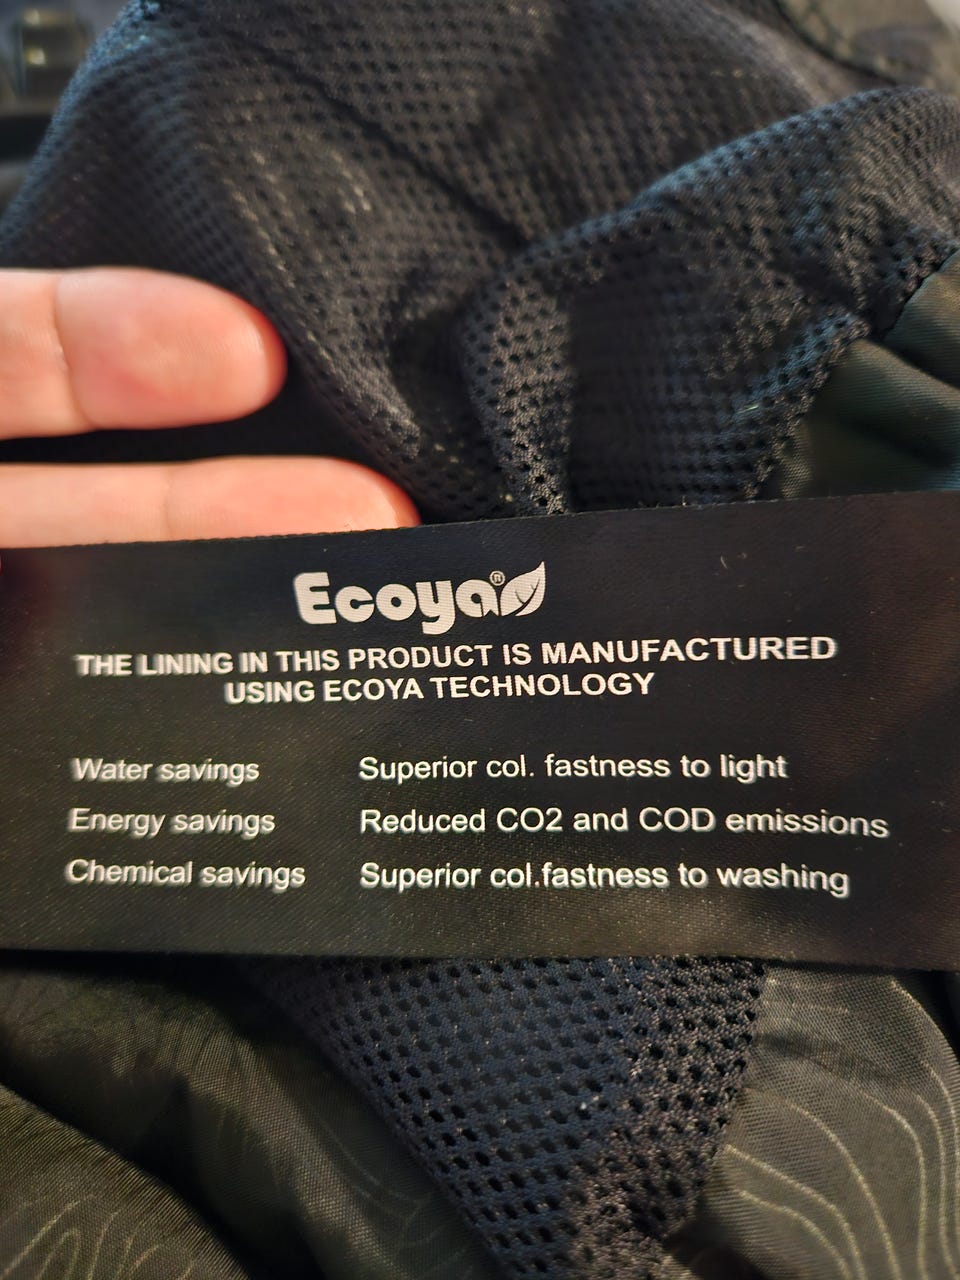 Ecoya®
THE LINING IN THIS PRODUCT IS MANUFACTURED
USING ECOYA TECHNOLOGY
Water savings Superior col. fastness to light
Energy savings Reduced CO2 and COD emissions
Chemical savings Superior col.fastness to washing